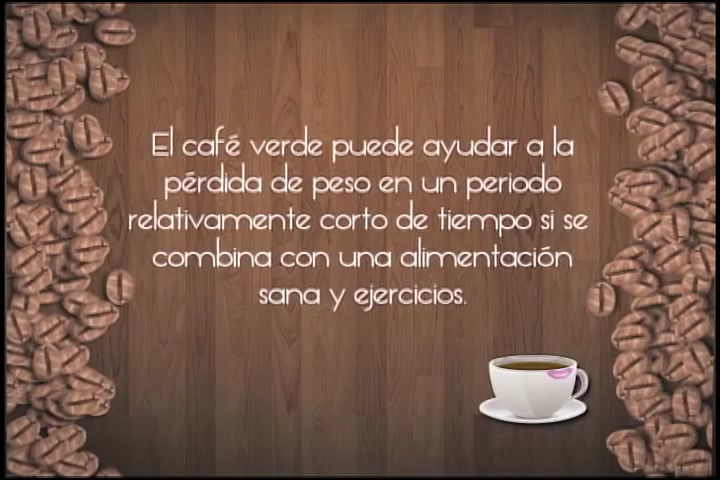 El café verde puede ayudar a la
pérdida de peso en un periodo
relativamente corto de tiempo si se
combina con una alimentación
sana y ejercicios.